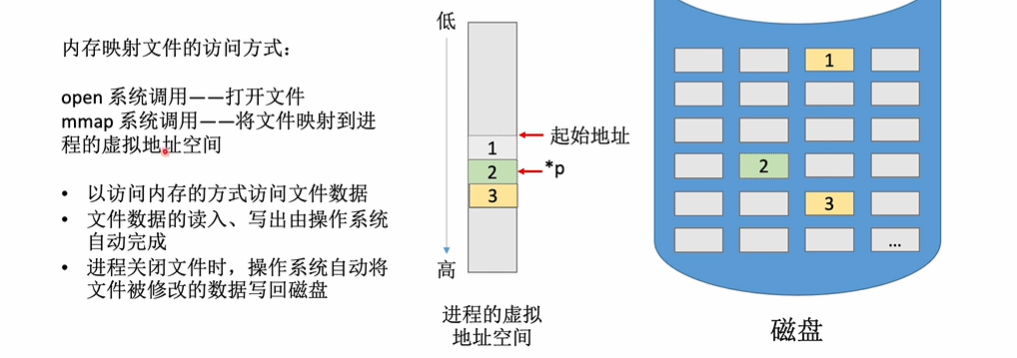 内存映射文件的访问方式：
open 系统调用——打开文件
mmap 系统调用——将文件映射到进
程的虚拟地址空间
• 以访问内存的方式访问文件数据
• 文件数据的读入、写出由操作系统
自动完成
• 进程关闭文件时，操作系统自动将
文件被修改的数据写回磁盘
低
起始地址
1
2
*p
3
高
进程的虚拟
地址空间
1
2
3
...
磁盘